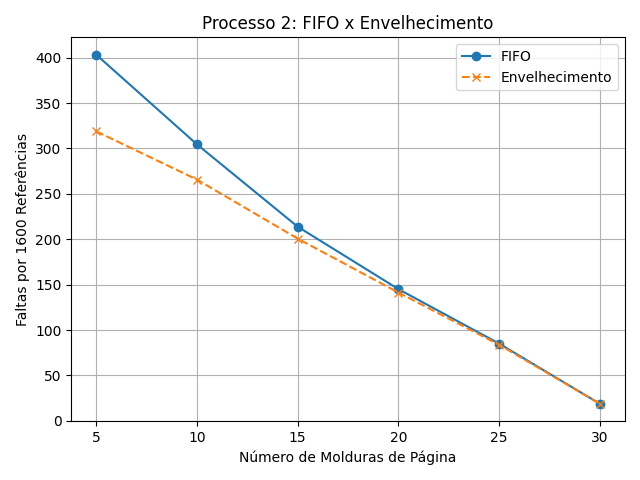 Processo 2: FIFO x Envelhecimento
FIFO
Envelhecimento
Faltas por 1600 Referências
400
350
300
250
200
150
100
50
0
5 10 15 20 25 30
Número de Molduras de Página